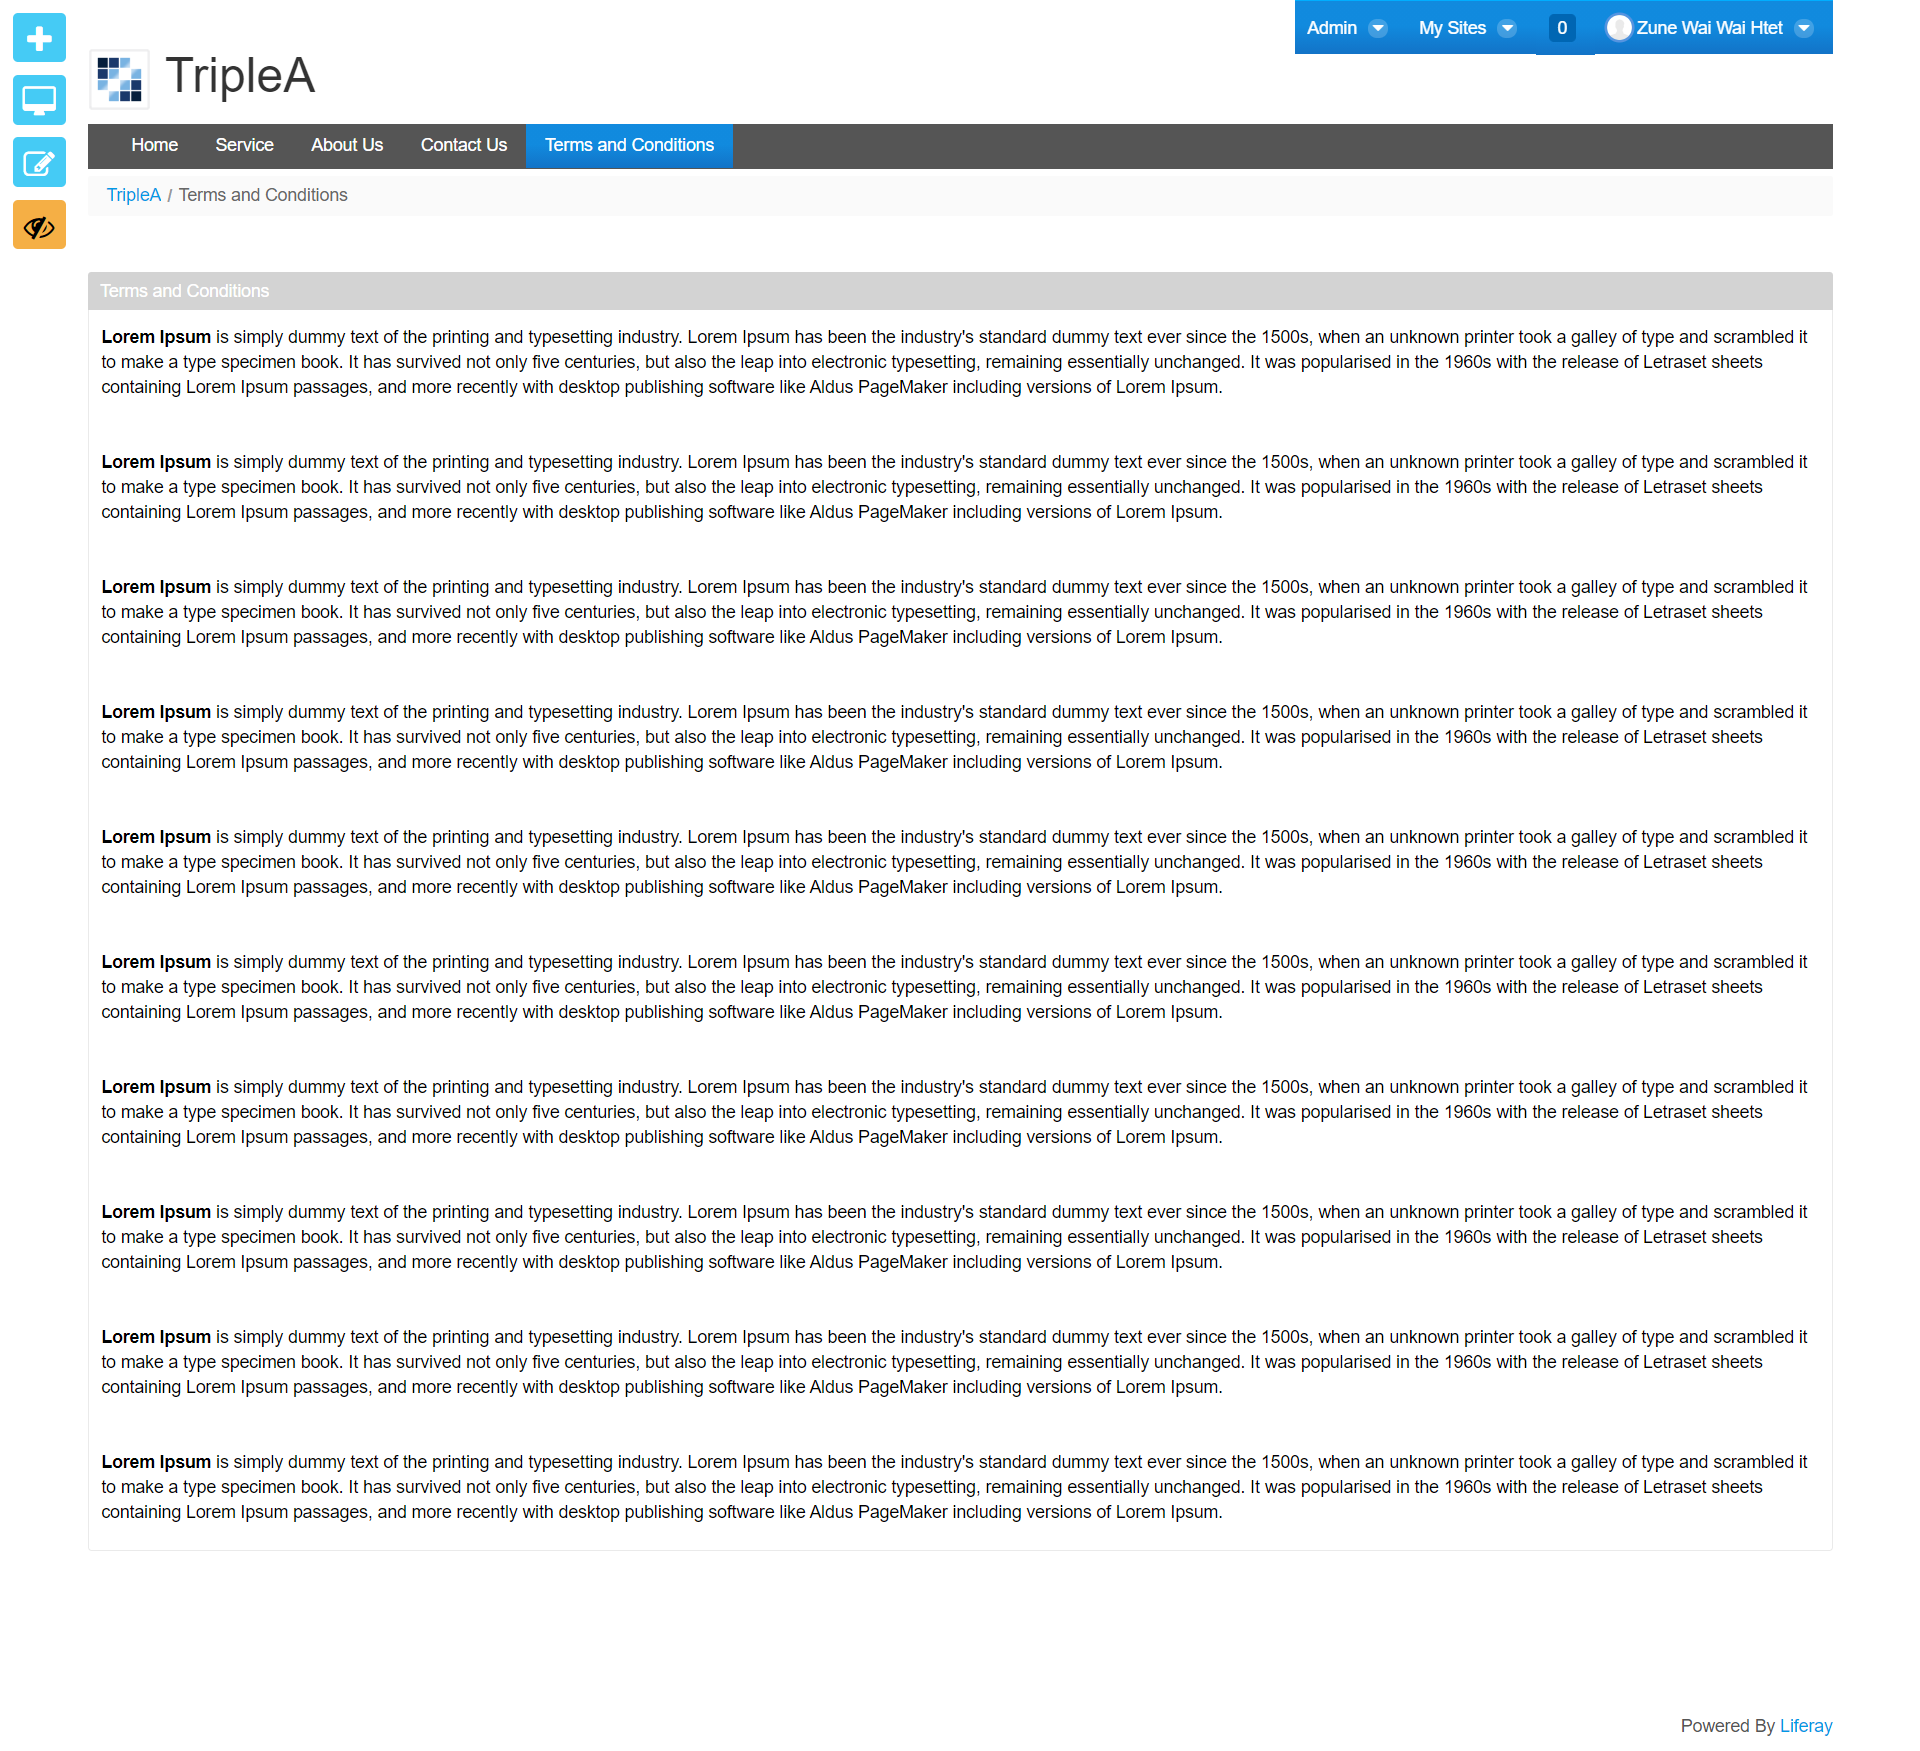 Admin My Sites 0 Zune Wai Wai Htet
TripleA
Home Service About Us Contact Us Terms and Conditions
TripleA / Terms and Conditions
Terms and Conditions
Lorem Ipsum is simply dummy text of the printing and typesetting industry. Lorem Ipsum has been the industry's standard dummy text ever since the 1500s, when an unknown printer took a galley of type and scrambled it
to make a type specimen book. It has survived not only five centuries, but also the leap into electronic typesetting, remaining essentially unchanged. It was popularised in the 1960s with the release of Letraset sheets
containing Lorem Ipsum passages, and more recently with desktop publishing software like Aldus PageMaker including versions of Lorem Ipsum.
Lorem Ipsum is simply dummy text of the printing and typesetting industry. Lorem Ipsum has been the industry's standard dummy text ever since the 1500s, when an unknown printer took a galley of type and scrambled it
to make a type specimen book. It has survived not only five centuries, but also the leap into electronic typesetting, remaining essentially unchanged. It was popularised in the 1960s with the release of Letraset sheets
containing Lorem Ipsum passages, and more recently with desktop publishing software like Aldus PageMaker including versions of Lorem Ipsum.
Lorem Ipsum is simply dummy text of the printing and typesetting industry. Lorem Ipsum has been the industry's standard dummy text ever since the 1500s, when an unknown printer took a galley of type and scrambled it
to make a type specimen book. It has survived not only five centuries, but also the leap into electronic typesetting, remaining essentially unchanged. It was popularised in the 1960s with the release of Letraset sheets
containing Lorem Ipsum passages, and more recently with desktop publishing software like Aldus PageMaker including versions of Lorem Ipsum.
Lorem Ipsum is simply dummy text of the printing and typesetting industry. Lorem Ipsum has been the industry's standard dummy text ever since the 1500s, when an unknown printer took a galley of type and scrambled it
to make a type specimen book. It has survived not only five centuries, but also the leap into electronic typesetting, remaining essentially unchanged. It was popularised in the 1960s with the release of Letraset sheets
containing Lorem Ipsum passages, and more recently with desktop publishing software like Aldus PageMaker including versions of Lorem Ipsum.
Lorem Ipsum is simply dummy text of the printing and typesetting industry. Lorem Ipsum has been the industry's standard dummy text ever since the 1500s, when an unknown printer took a galley of type and scrambled it
to make a type specimen book. It has survived not only five centuries, but also the leap into electronic typesetting, remaining essentially unchanged. It was popularised in the 1960s with the release of Letraset sheets
containing Lorem Ipsum passages, and more recently with desktop publishing software like Aldus PageMaker including versions of Lorem Ipsum.
Lorem Ipsum is simply dummy text of the printing and typesetting industry. Lorem Ipsum has been the industry's standard dummy text ever since the 1500s, when an unknown printer took a galley of type and scrambled it
to make a type specimen book. It has survived not only five centuries, but also the leap into electronic typesetting, remaining essentially unchanged. It was popularised in the 1960s with the release of Letraset sheets
containing Lorem Ipsum passages, and more recently with desktop publishing software like Aldus PageMaker including versions of Lorem Ipsum.
Lorem Ipsum is simply dummy text of the printing and typesetting industry. Lorem Ipsum has been the industry's standard dummy text ever since the 1500s, when an unknown printer took a galley of type and scrambled it
to make a type specimen book. It has survived not only five centuries, but also the leap into electronic typesetting, remaining essentially unchanged. It was popularised in the 1960s with the release of Letraset sheets
containing Lorem Ipsum passages, and more recently with desktop publishing software like Aldus PageMaker including versions of Lorem Ipsum.
Lorem Ipsum is simply dummy text of the printing and typesetting industry. Lorem Ipsum has been the industry's standard dummy text ever since the 1500s, when an unknown printer took a galley of type and scrambled it
to make a type specimen book. It has survived not only five centuries, but also the leap into electronic typesetting, remaining essentially unchanged. It was popularised in the 1960s with the release of Letraset sheets
containing Lorem Ipsum passages, and more recently with desktop publishing software like Aldus PageMaker including versions of Lorem Ipsum.
Lorem Ipsum is simply dummy text of the printing and typesetting industry. Lorem Ipsum has been the industry's standard dummy text ever since the 1500s, when an unknown printer took a galley of type and scrambled it
to make a type specimen book. It has survived not only five centuries, but also the leap into electronic typesetting, remaining essentially unchanged. It was popularised in the 1960s with the release of Letraset sheets
containing Lorem Ipsum passages, and more recently with desktop publishing software like Aldus PageMaker including versions of Lorem Ipsum.
Lorem Ipsum is simply dummy text of the printing and typesetting industry. Lorem Ipsum has been the industry's standard dummy text ever since the 1500s, when an unknown printer took a galley of type and scrambled it
to make a type specimen book. It has survived not only five centuries, but also the leap into electronic typesetting, remaining essentially unchanged. It was popularised in the 1960s with the release of Letraset sheets
containing Lorem Ipsum passages, and more recently with desktop publishing software like Aldus PageMaker including versions of Lorem Ipsum.
Powered By Liferay